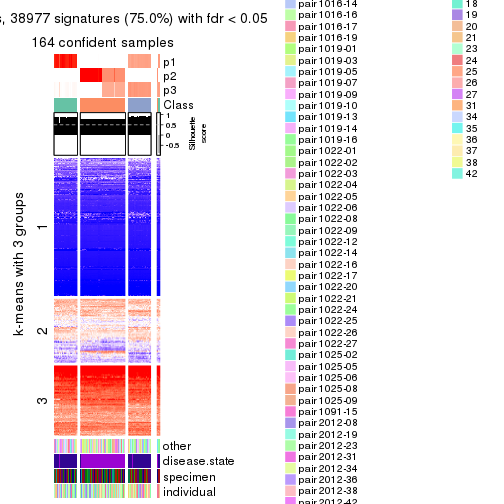 , 38977 signatures (75.0%) with fdr < 0.05
164 confident samples
p1
p2
p3
Class
1
0.5
0
-0.5
Silhouette
score
k-means with 3 groups
1
2
3
other
disease.state
specimen
individual
pair1016-14
pair1016-16
pair1016-17
pair1016-19
pair1019-01
pair1019-03
pair1019-05
pair1019-07
pair1019-09
pair1019-10
pair1019-13
pair1019-14
pair1019-16
pair1022-01
pair1022-02
pair1022-03
pair1022-04
pair1022-05
pair1022-06
pair1022-08
pair1022-09
pair1022-12
pair1022-14
pair1022-16
pair1022-17
pair1022-20
pair1022-21
pair1022-24
pair1022-25
pair1022-26
pair1022-27
pair1025-02
pair1025-05
pair1025-06
pair1025-08
pair1025-09
pair1091-15
pair2012-08
pair2012-19
pair2012-23
pair2012-31
pair2012-34
pair2012-36
pair2012-38
pair2012-42
18
19
20
21
23
24
25
26
27
31
34
35
36
37
38
42